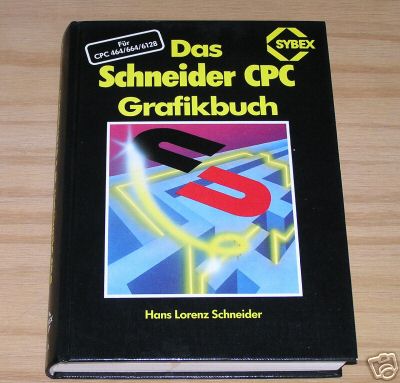 Für
CPC 464/664/6128
SYBEX
Das
Schneider CPC
Grafikbuch
Hans Lorenz Schneider